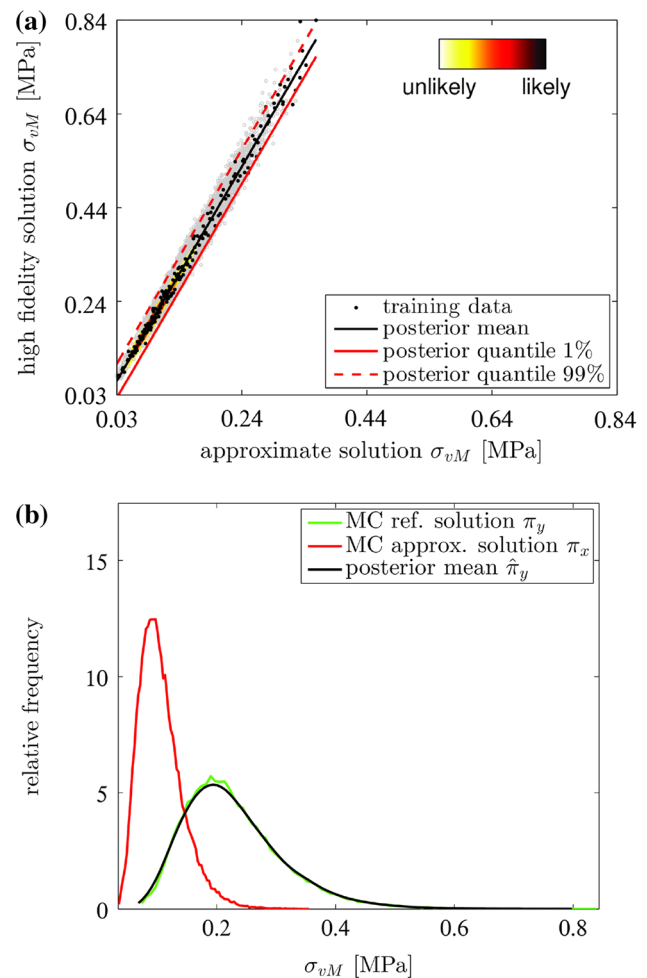 (a)
0.84
0.64
0.44
0.24
0.03
high fidelity solution σ_vM [MPa]
unlikely likely
training data
posterior mean
posterior quantile 1%
posterior quantile 99%
0.03 0.24 0.44 0.64 0.84
approximate solution σ_vM [MPa]
(b)
15
10
5
0
relative frequency
MC ref. solution π_y
MC approx. solution π_x
posterior mean π̂_y
0.2 0.4 0.6 0.8
σ_vM [MPa]